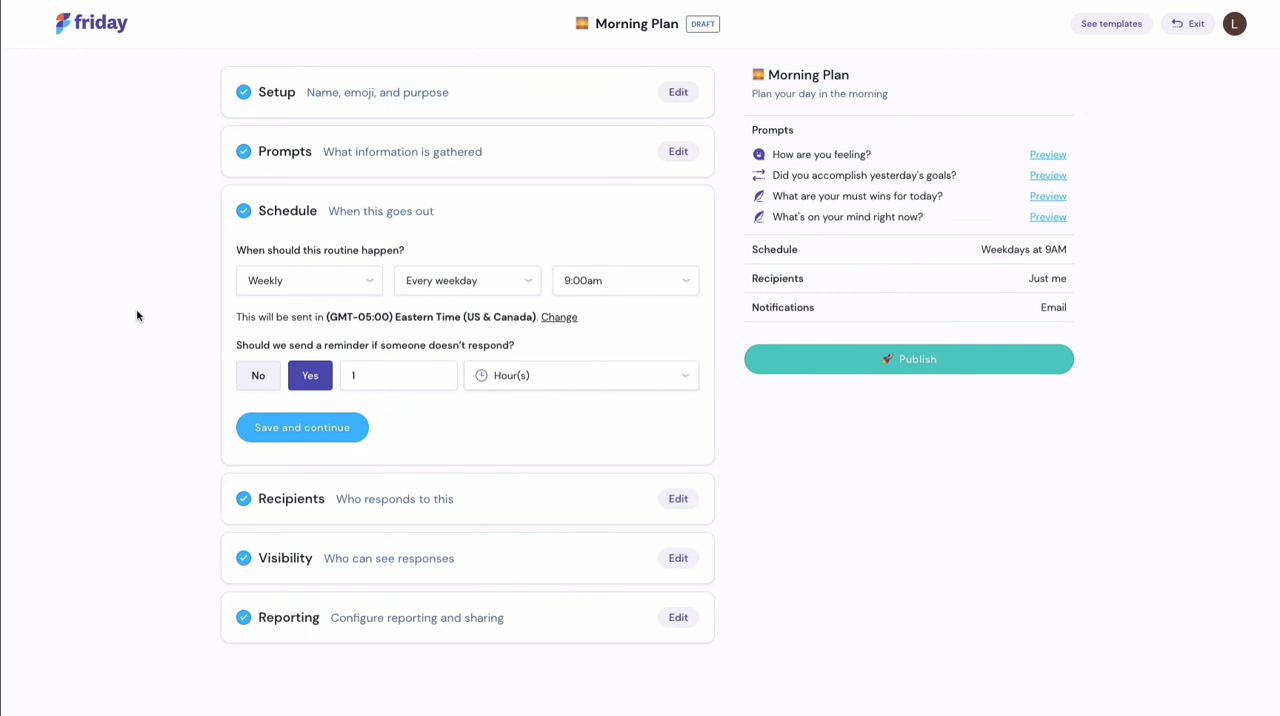 friday
Morning Plan DRAFT
See templates Exit L
Setup Name, emoji, and purpose Edit
Prompts What information is gathered Edit
Schedule When this goes out
When should this routine happen?
Weekly Every weekday 9:00am
This will be sent in (GMT-05:00) Eastern Time (US & Canada). Change
Should we send a reminder if someone doesn't respond?
No Yes 1 Hour(s)
Save and continue
Recipients Who responds to this Edit
Visibility Who can see responses Edit
Reporting Configure reporting and sharing Edit
Morning Plan
Plan your day in the morning
Prompts
How are you feeling? Preview
Did you accomplish yesterday's goals? Preview
What are your must wins for today? Preview
What's on your mind right now? Preview
Schedule Weekdays at 9AM
Recipients Just me
Notifications Email
Publish